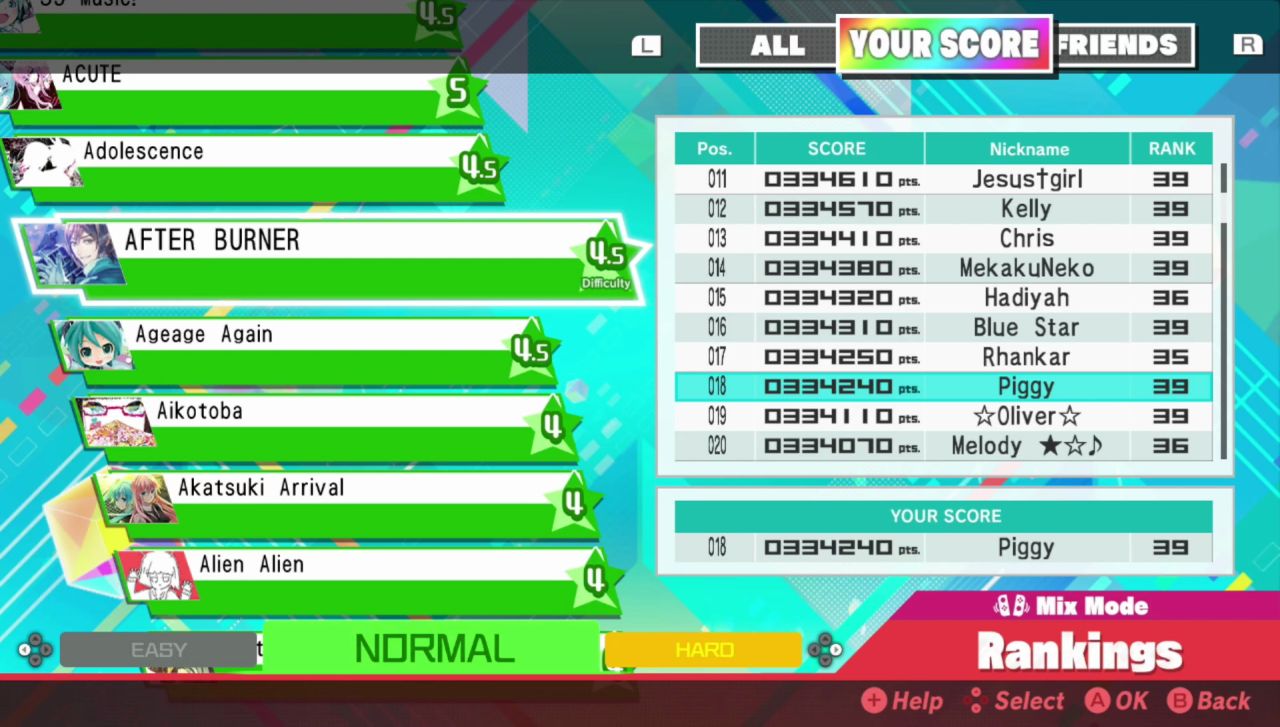 39 Music!
4.5
L
ALL
YOUR SCORE
FRIENDS
R
ACUTE
5
Adolescence
4.5
AFTER BURNER
4.5
Difficulty
Ageage Again
4.5
Aikotoba
4
Akatsuki Arrival
4
Alien Alien
4
Pos. SCORE Nickname RANK
011 0334610 pts. Jesus†girl 39
012 0334570 pts. Kelly 39
013 0334410 pts. Chris 39
014 0334380 pts. MekakuNeko 39
015 0334320 pts. Hadiyah 36
016 0334310 pts. Blue Star 39
017 0334250 pts. Rhankar 35
018 0334240 pts. Piggy 39
019 0334110 pts. ☆Oliver☆ 39
020 0334070 pts. Melody ★☆♪ 36
YOUR SCORE
018 0334240 pts. Piggy 39
Mix Mode
Rankings
EASY
NORMAL
HARD
+ Help
Select
A OK
B Back